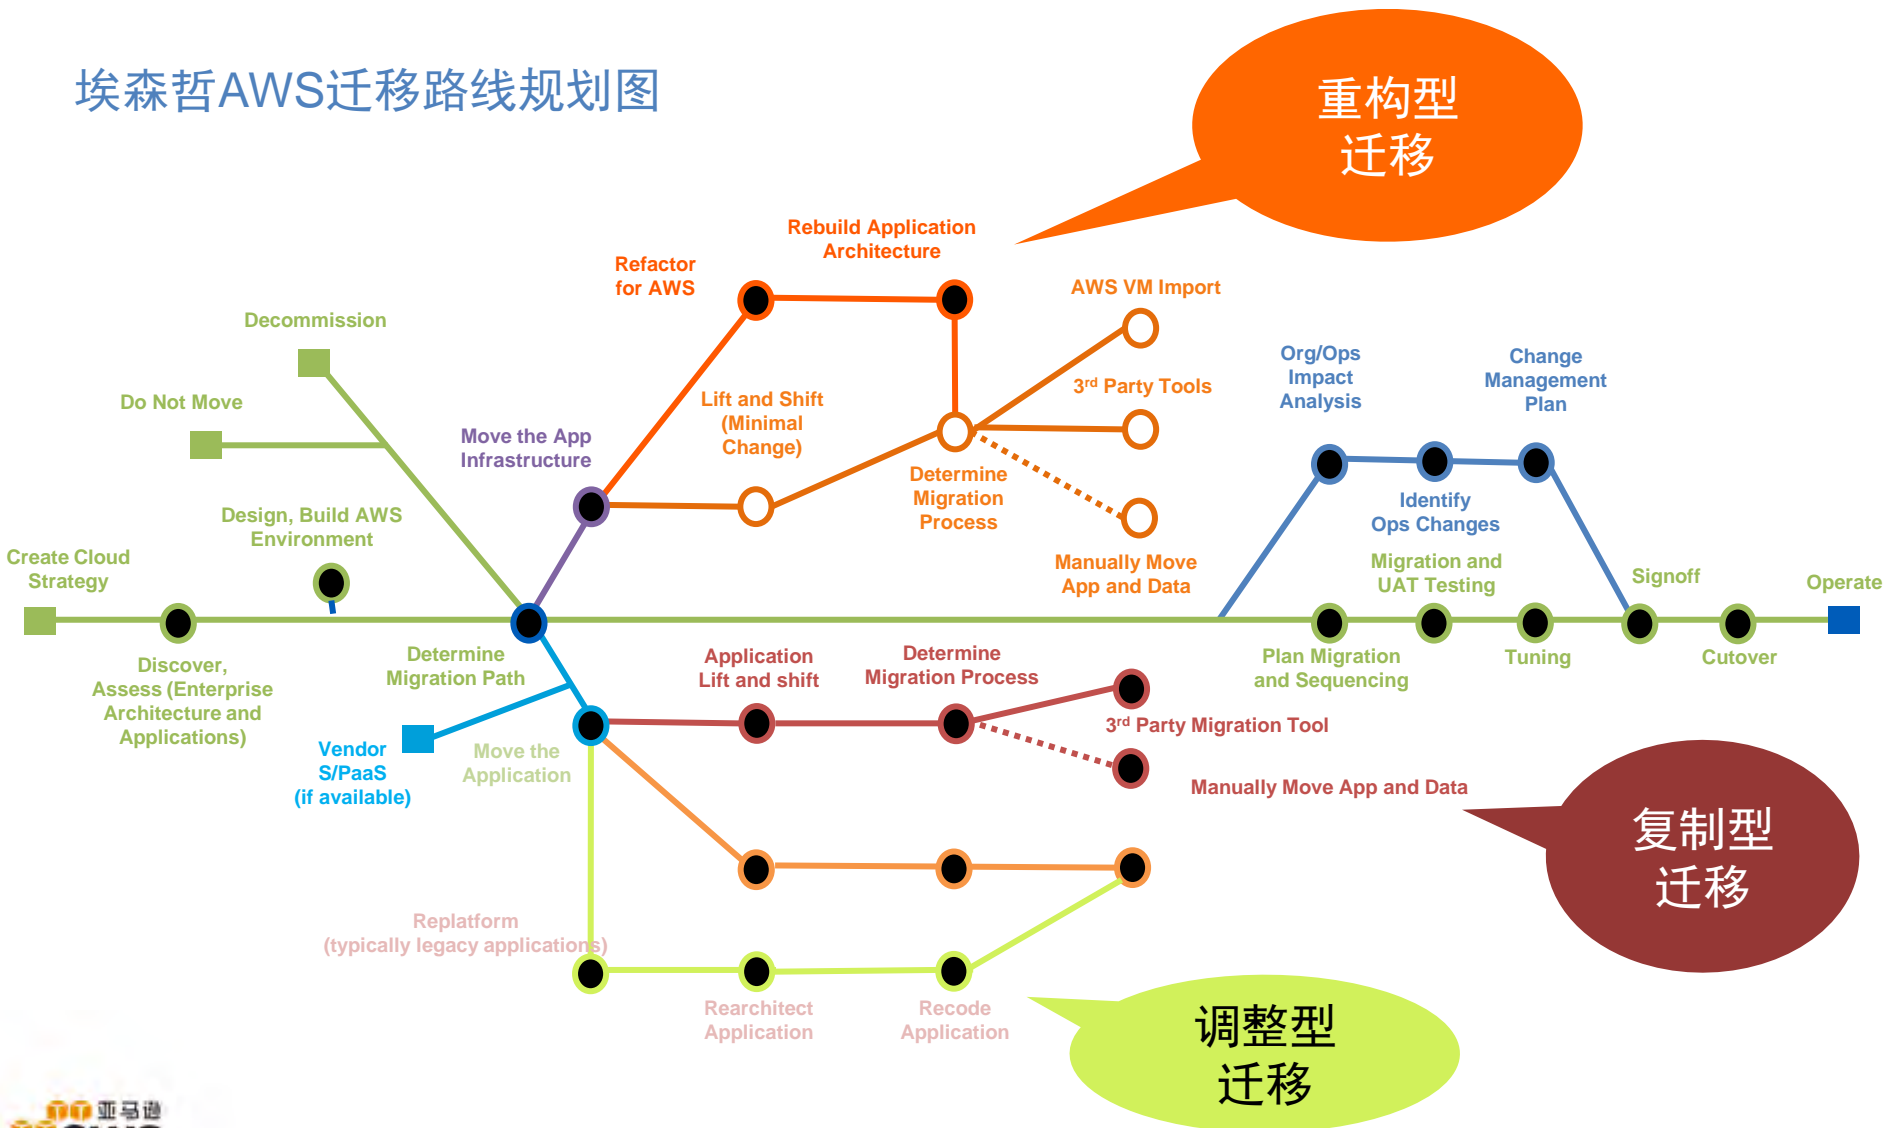 埃森哲AWS迁移路线规划图
重构型
迁移
Rebuild Application
Architecture
Refactor
for AWS
AWS VM Import
Decommission
Org/Ops
Impact
Analysis
Change
Management
Plan
3rd Party Tools
Do Not Move
Lift and Shift
(Minimal
Change)
Move the App
Infrastructure
Determine
Migration
Process
Identify
Ops Changes
Design, Build AWS
Environment
Create Cloud
Strategy
Manually Move
App and Data
Migration and
UAT Testing
Signoff
Operate
Discover,
Assess (Enterprise
Architecture and
Applications)
Determine
Migration Path
Application
Lift and shift
Determine
Migration Process
Plan Migration
and Sequencing
Tuning
Cutover
3rd Party Migration Tool
Vendor
S/PaaS
(if available)
Move the
Application
Manually Move App and Data
复制型
迁移
Replatform
(typically legacy applications)
Rearchitect
Application
Recode
Application
调整型
迁移
亚马逊